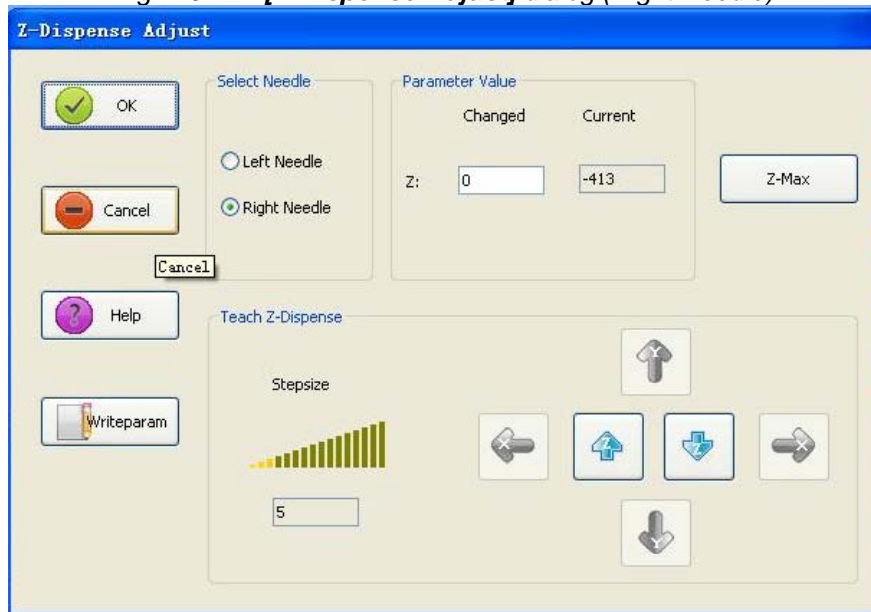 Z-Dispense Adjust
OK
Select Needle
Parameter Value
Changed Current
Left Needle
Z: 0 -413
Z-Max
Cancel
Right Needle
Cancel
Help
Teach Z-Dispense
Stepsize
Y
Writeparam
X Z Z X
5
Y